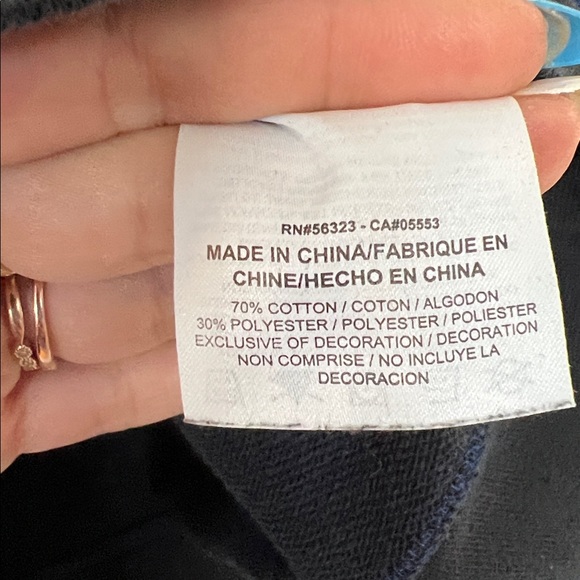 RN#56323 - CA#05553
MADE IN CHINA/FABRIQUE EN
CHINE/HECHO EN CHINA
70% COTTON / COTON / ALGODON
30% POLYESTER / POLYESTER / POLIESTER
EXCLUSIVE OF DECORATION / DECORATION
NON COMPRISE / NO INCLUYE LA
DECORACION